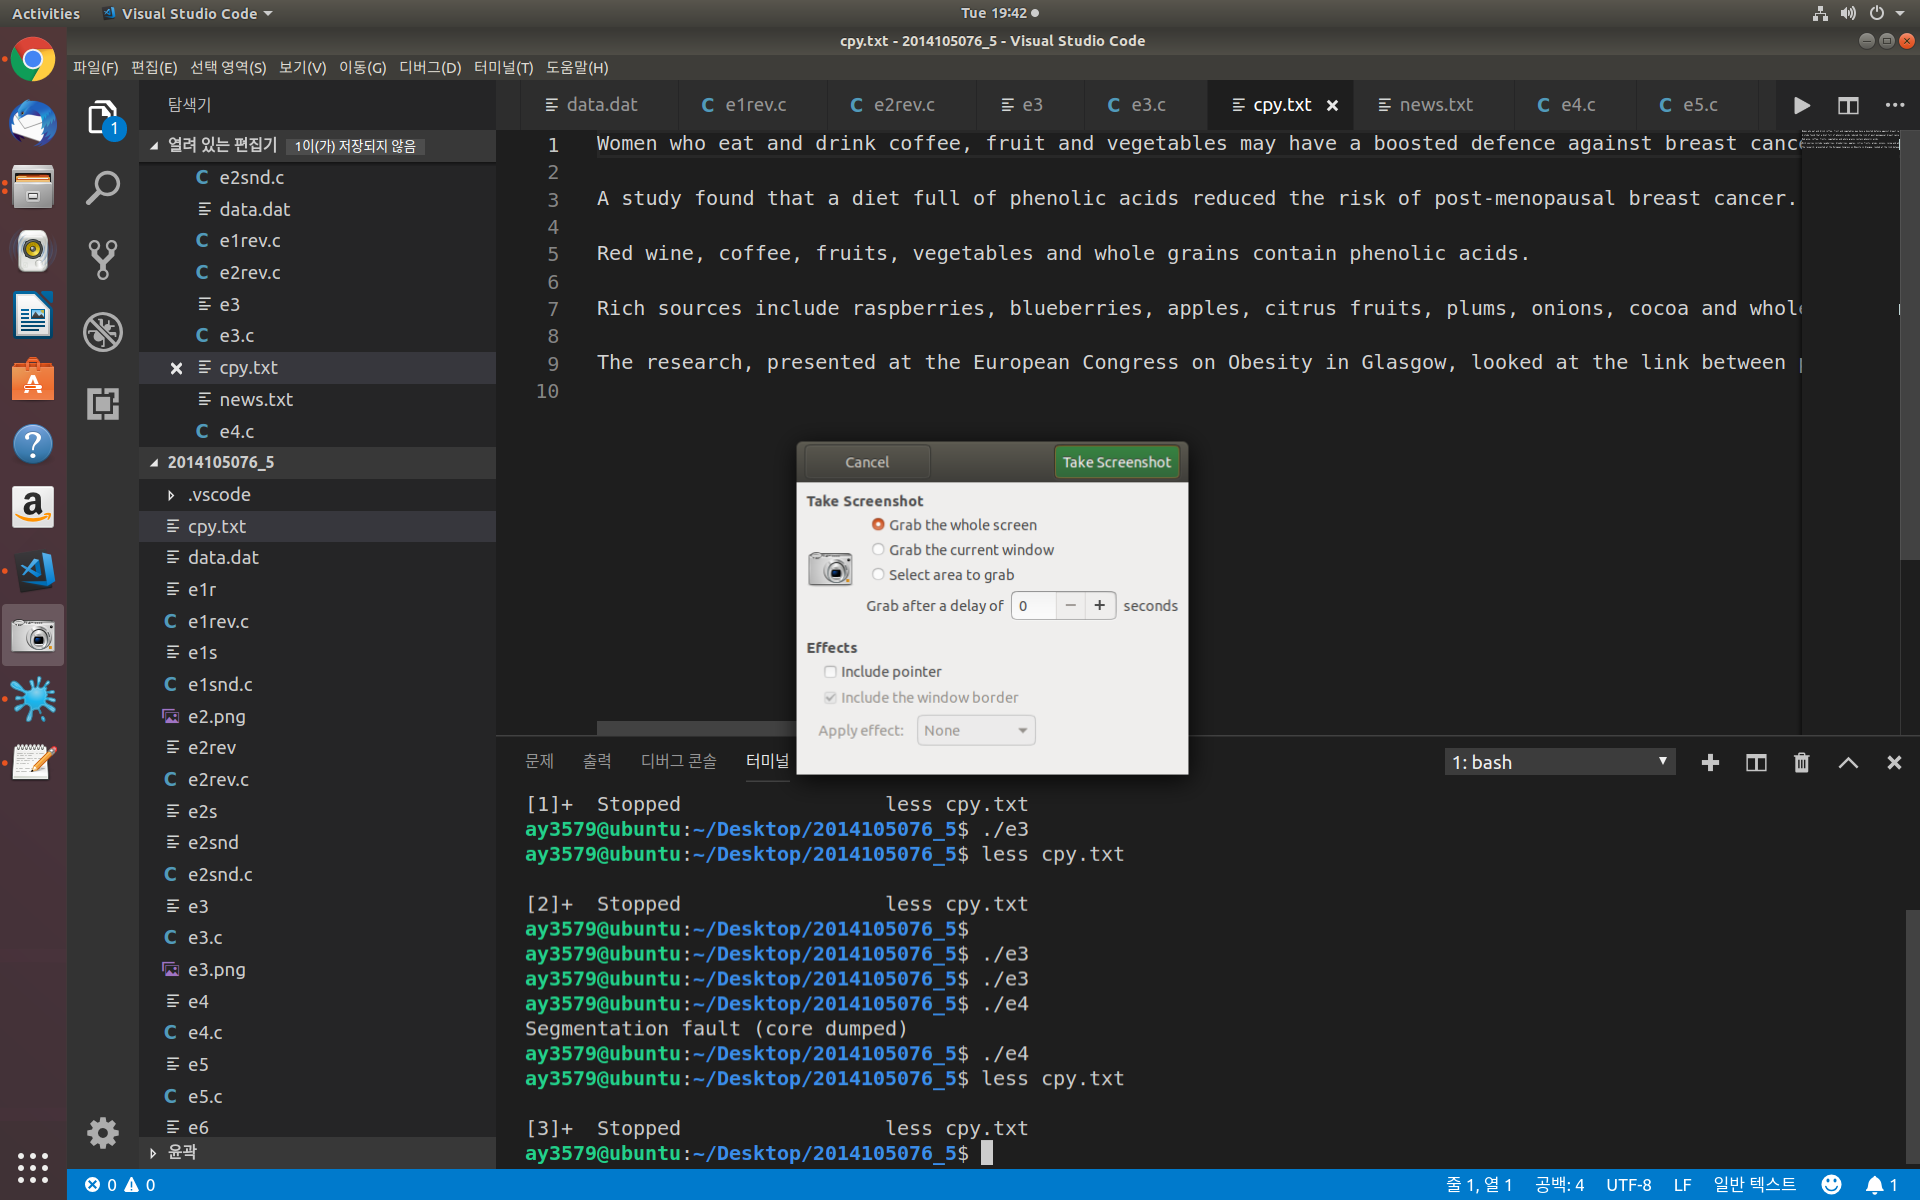 Activities
Visual Studio Code
Tue 19:42
cpy.txt - 2014105076_5 - Visual Studio Code
파일(F) 편집(E) 선택 영역(S) 보기(V) 이동(G) 디버그(D) 터미널(T) 도움말(H)
탐색기
data.dat
C e1rev.c
C e2rev.c
e3
C e3.c
cpy.txt
news.txt
C e4.c
C e5.c
1
열려 있는 편집기 1이(가) 저장되지 않음
C e2snd.c
data.dat
C e1rev.c
C e2rev.c
e3
C e3.c
cpy.txt
news.txt
C e4.c
2014105076_5
.vscode
cpy.txt
data.dat
e1r
C e1rev.c
e1s
C e1snd.c
e2.png
e2rev
C e2rev.c
e2s
e2snd
C e2snd.c
e3
C e3.c
e3.png
e4
C e4.c
e5
C e5.c
e6
윤곽
1 Women who eat and drink coffee, fruit and vegetables may have a boosted defence against breast canc
2
3 A study found that a diet full of phenolic acids reduced the risk of post-menopausal breast cancer.
4
5 Red wine, coffee, fruits, vegetables and whole grains contain phenolic acids.
6
7 Rich sources include raspberries, blueberries, apples, citrus fruits, plums, onions, cocoa and whol
8
9 The research, presented at the European Congress on Obesity in Glasgow, looked at the link between
10
Cancel
Take Screenshot
Take Screenshot
Grab the whole screen
Grab the current window
Select area to grab
Grab after a delay of 0 − + seconds
Effects
Include pointer
Include the window border
Apply effect: None
문제 출력 디버그 콘솔 터미널
1: bash
[1]+  Stopped                 less cpy.txt
ay3579@ubuntu:~/Desktop/2014105076_5$ ./e3
ay3579@ubuntu:~/Desktop/2014105076_5$ less cpy.txt
[2]+  Stopped                 less cpy.txt
ay3579@ubuntu:~/Desktop/2014105076_5$
ay3579@ubuntu:~/Desktop/2014105076_5$ ./e3
ay3579@ubuntu:~/Desktop/2014105076_5$ ./e3
ay3579@ubuntu:~/Desktop/2014105076_5$ ./e4
Segmentation fault (core dumped)
ay3579@ubuntu:~/Desktop/2014105076_5$ ./e4
ay3579@ubuntu:~/Desktop/2014105076_5$ less cpy.txt
[3]+  Stopped                 less cpy.txt
ay3579@ubuntu:~/Desktop/2014105076_5$
0 0
줄 1, 열 1 공백: 4 UTF-8 LF 일반 텍스트 1